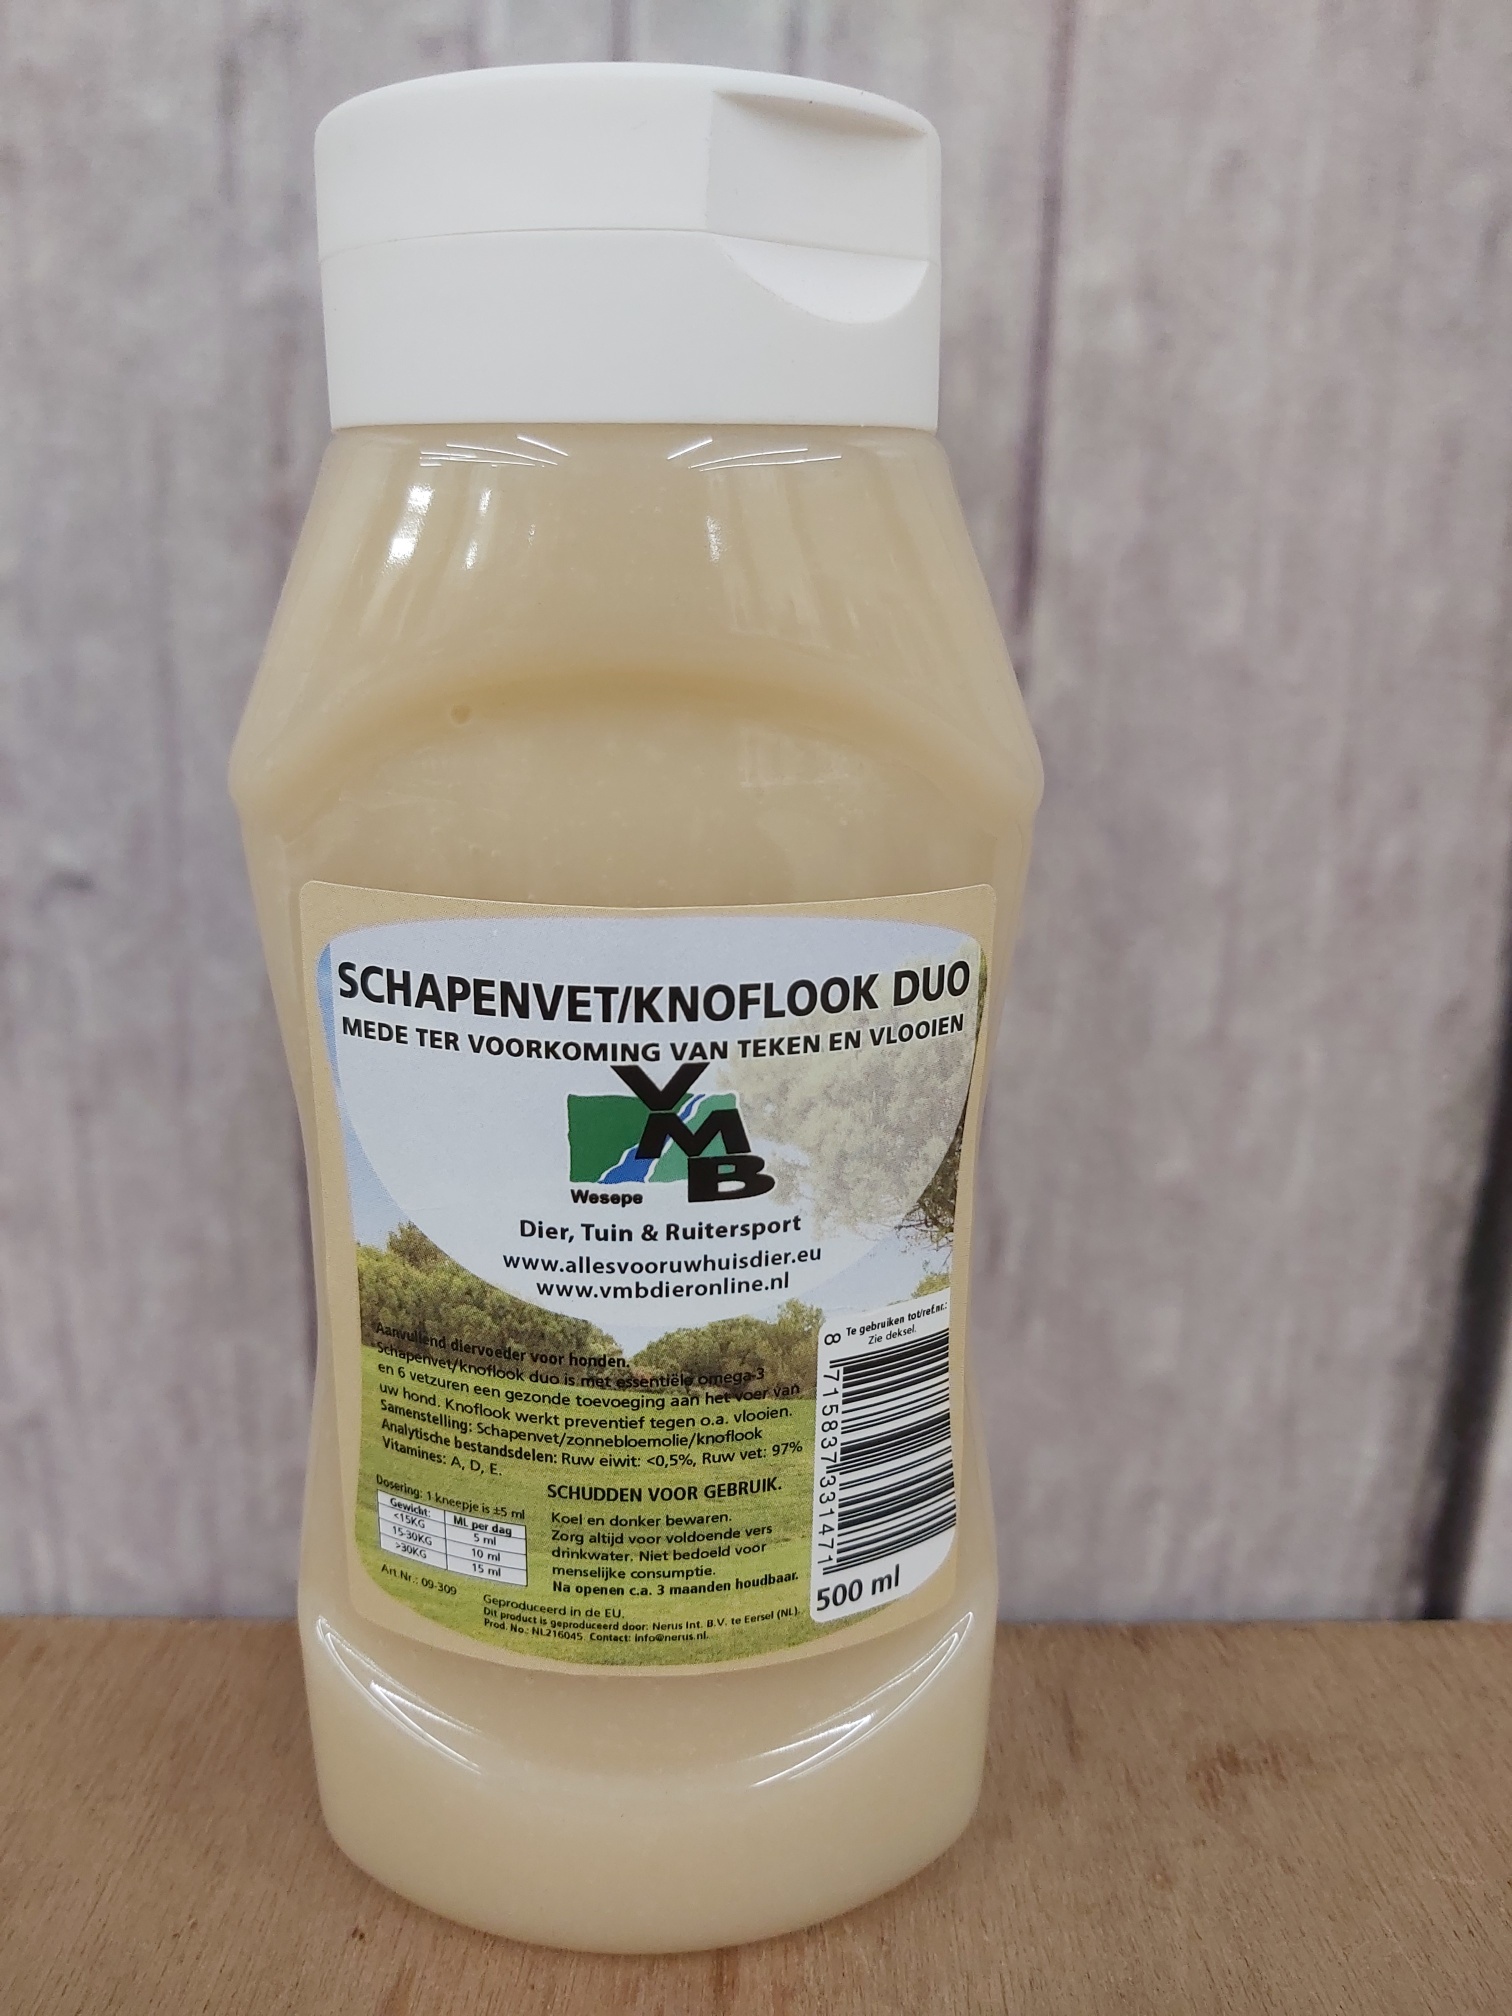 SCHAPENVET/KNOFLOOK DUO
MEDE TER VOORKOMING VAN TEKEN EN VLOOIEN
VMB
Wesepe
Dier, Tuin & Ruitersport
www.allesvooruwhuisdier.eu
www.vmbdieronline.nl
Aanvullend diervoeder voor honden.
Schapenvet/knoflook duo is met essentiële omega-3
en 6 vetzuren een gezonde toevoeging aan het voer van
uw hond. Knoflook werkt preventief tegen o.a. vlooien.
Samenstelling: Schapenvet/zonnebloemolie/knoflook
Analytische bestandsdelen: Ruw eiwit: <0,5%, Ruw vet: 97%
Vitamines: A, D, E.
Dosering: 1 kneepje is ±5 ml
Gewicht: ML per dag
<15KG 5 ml
15-30KG 10 ml
>30KG 15 ml
Art.Nr.: 09-309
SCHUDDEN VOOR GEBRUIK.
Koel en donker bewaren.
Zorg altijd voor voldoende vers
drinkwater. Niet bedoeld voor
menselijke consumptie.
Na openen c.a. 3 maanden houdbaar.
Geproduceerd in de EU.
Dit product is geproduceerd door: Nerus Int. B.V. te Eersel (NL).
Prod. No.: NL216045 Contact: info@nerus.nl.
Te gebruiken tot/ref.nr.:
Zie deksel.
8 715837 331471
500 ml